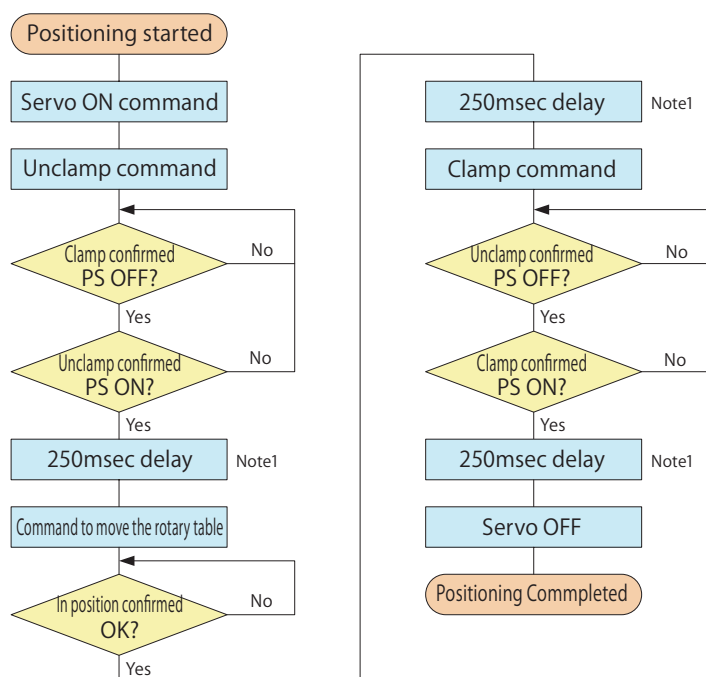 Positioning started
Servo ON command
Unclamp command
Clamp confirmed
PS OFF?
No
Yes
Unclamp confirmed
PS ON?
No
Yes
250msec delay
Note1
Command to move the rotary table
In position confirmed
OK?
No
Yes
250msec delay
Note1
Clamp command
Unclamp confirmed
PS OFF?
No
Yes
Clamp confirmed
PS ON?
No
Yes
250msec delay
Note1
Servo OFF
Positioning Commpleted